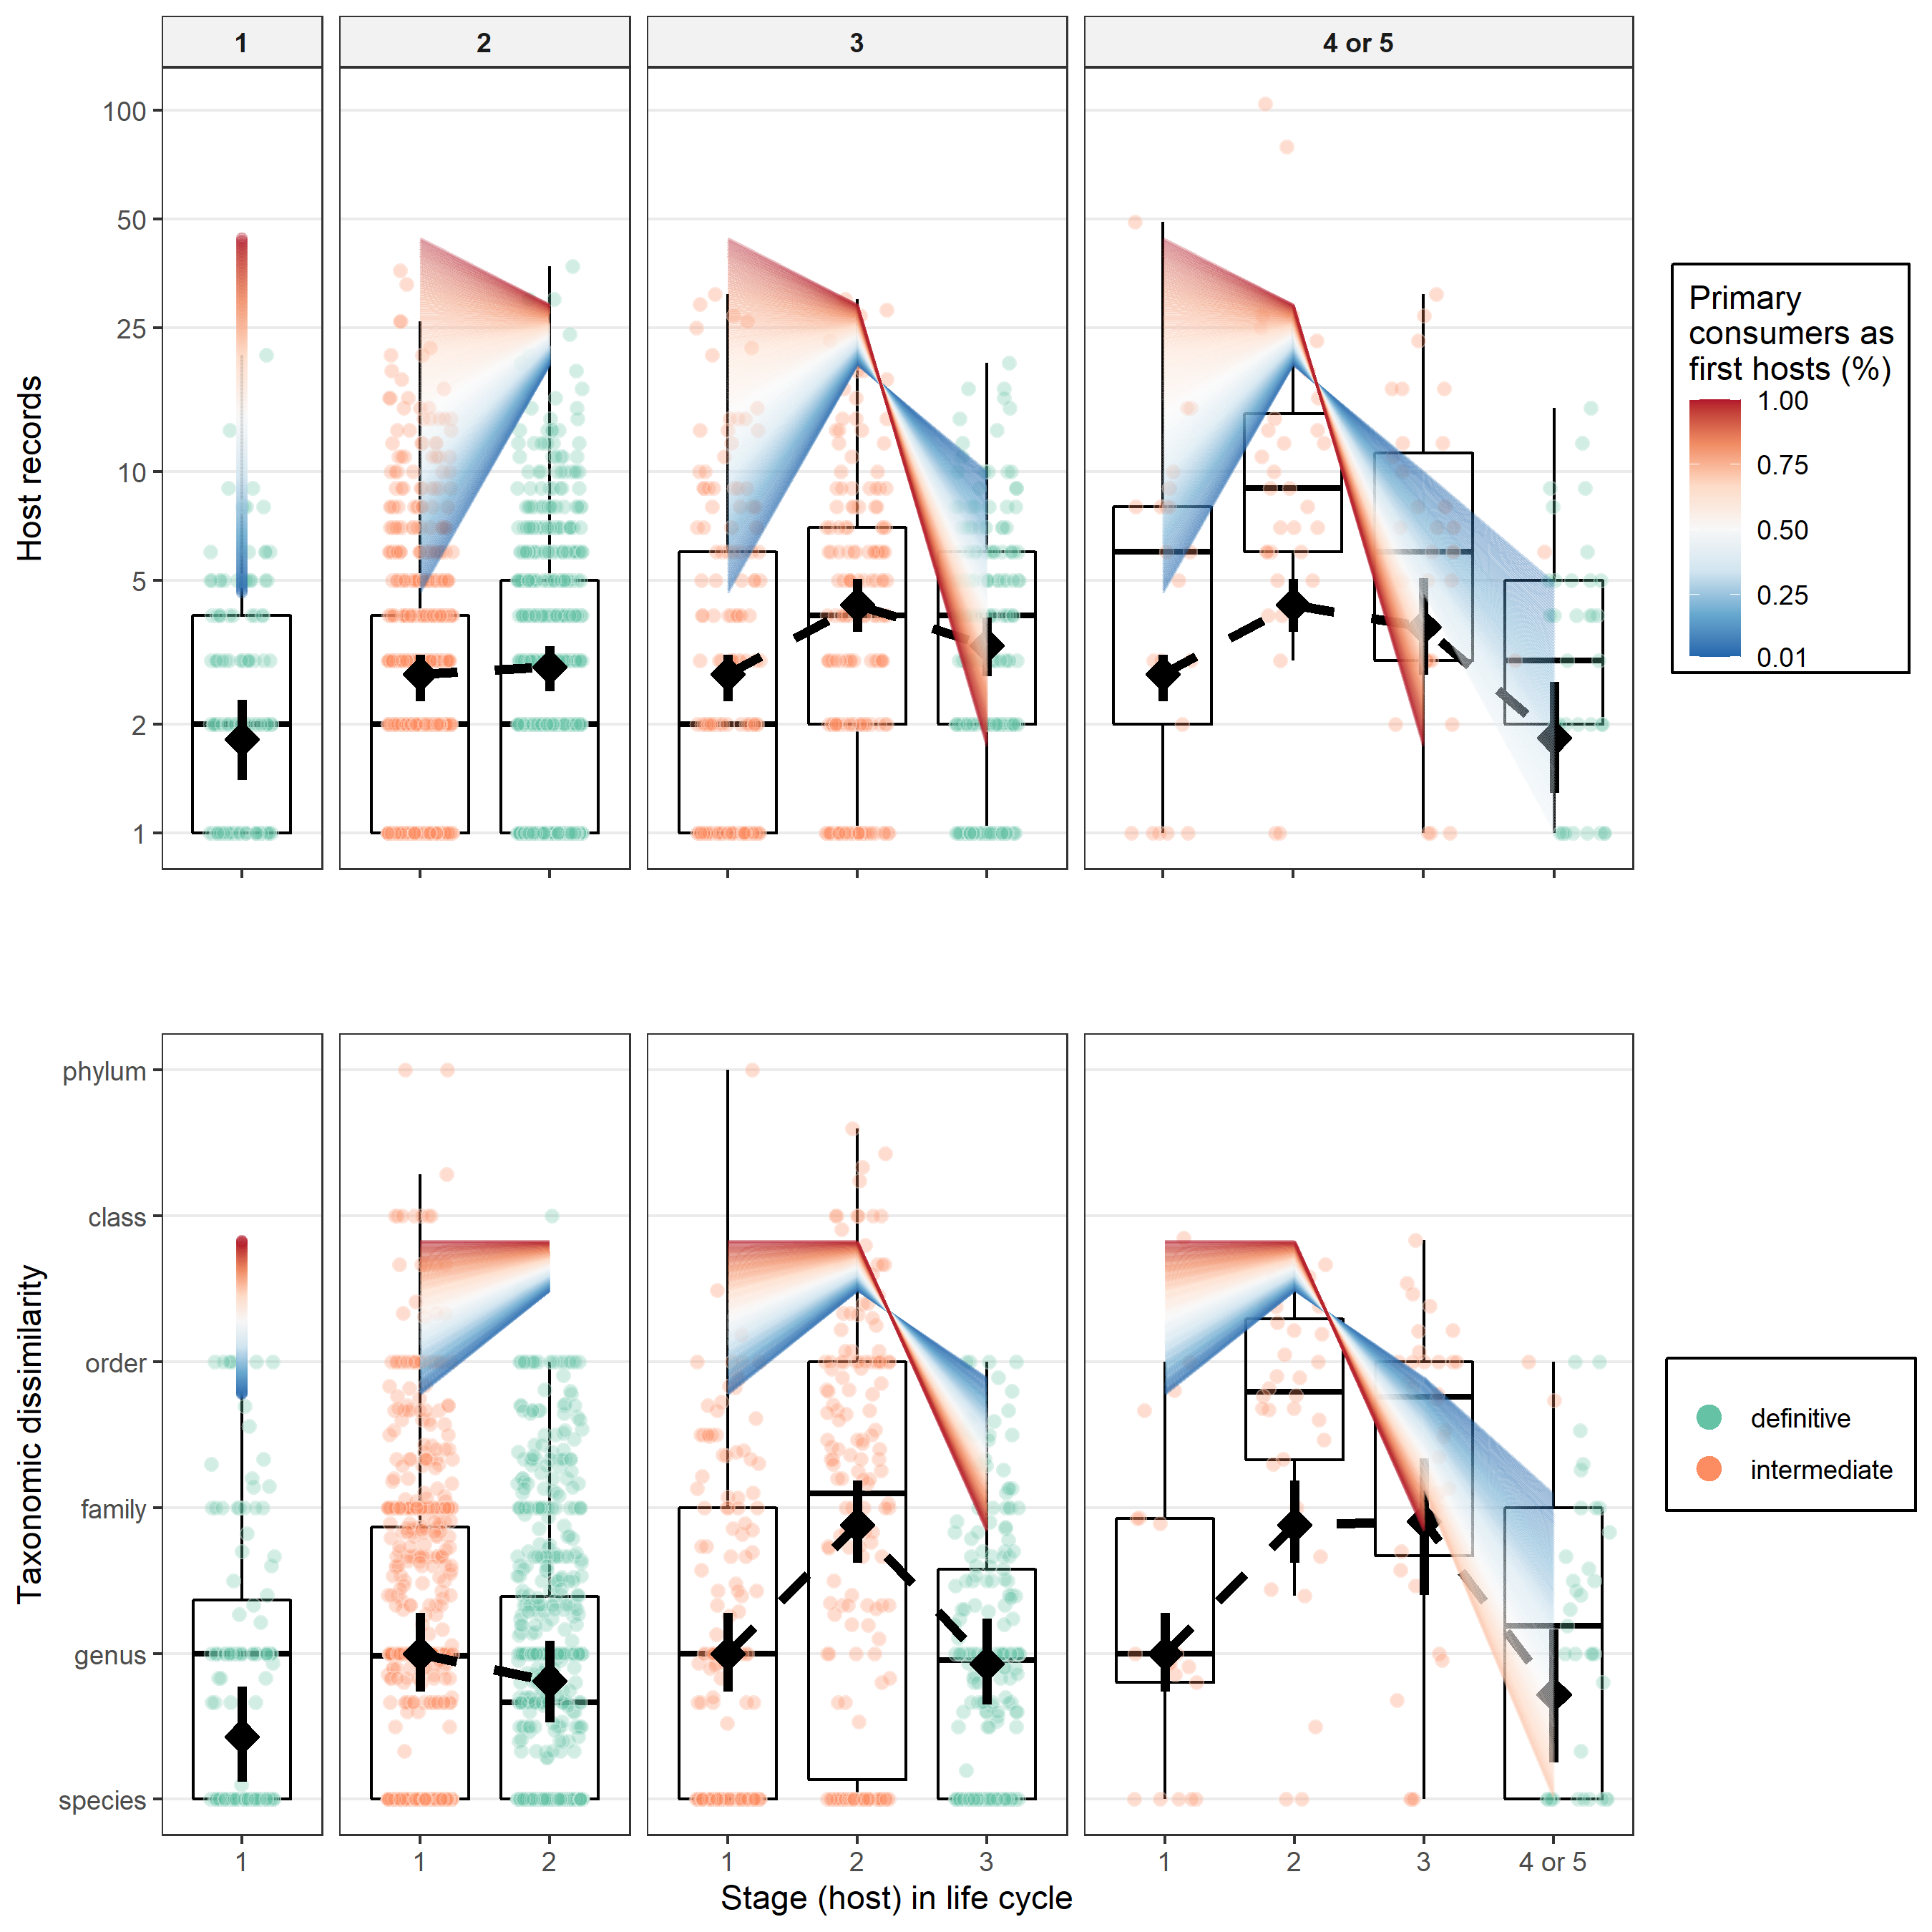 1 2 3 4 or 5
100
50
25
10
5
2
1
Host records
Primary
consumers as
first hosts (%)
1.00
0.75
0.50
0.25
0.01
phylum
class
order
family
genus
species
Taxonomic dissimilarity
definitive
intermediate
1 1 2 1 2 3 1 2 3 4 or 5
Stage (host) in life cycle